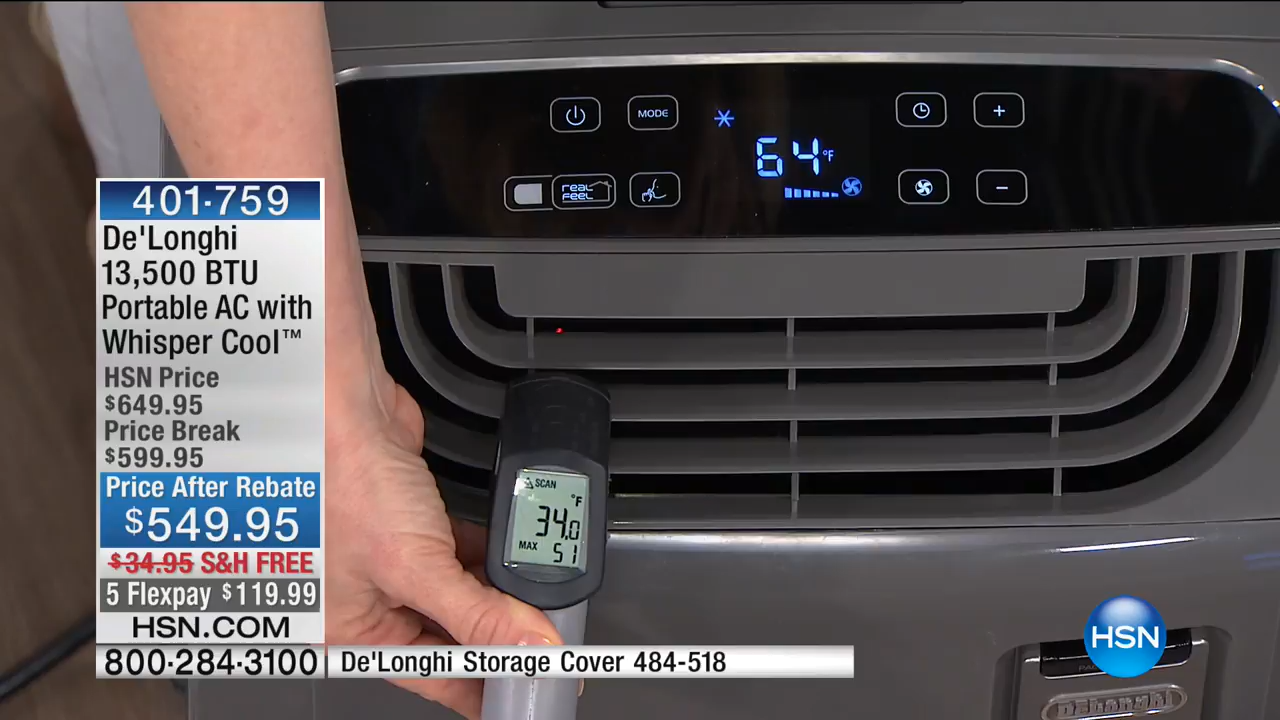 MODE
64°F
real
FEEL
401·759
De'Longhi
13,500 BTU
Portable AC with
Whisper Cool™
HSN Price
$649.95
Price Break
$599.95
Price After Rebate
$549.95
$34.95 S&H FREE
5 Flexpay $119.99
HSN.COM
800·284·3100
De'Longhi Storage Cover 484-518
SCAN
°F
34.0
MAX 51
HSN
DeLonghi